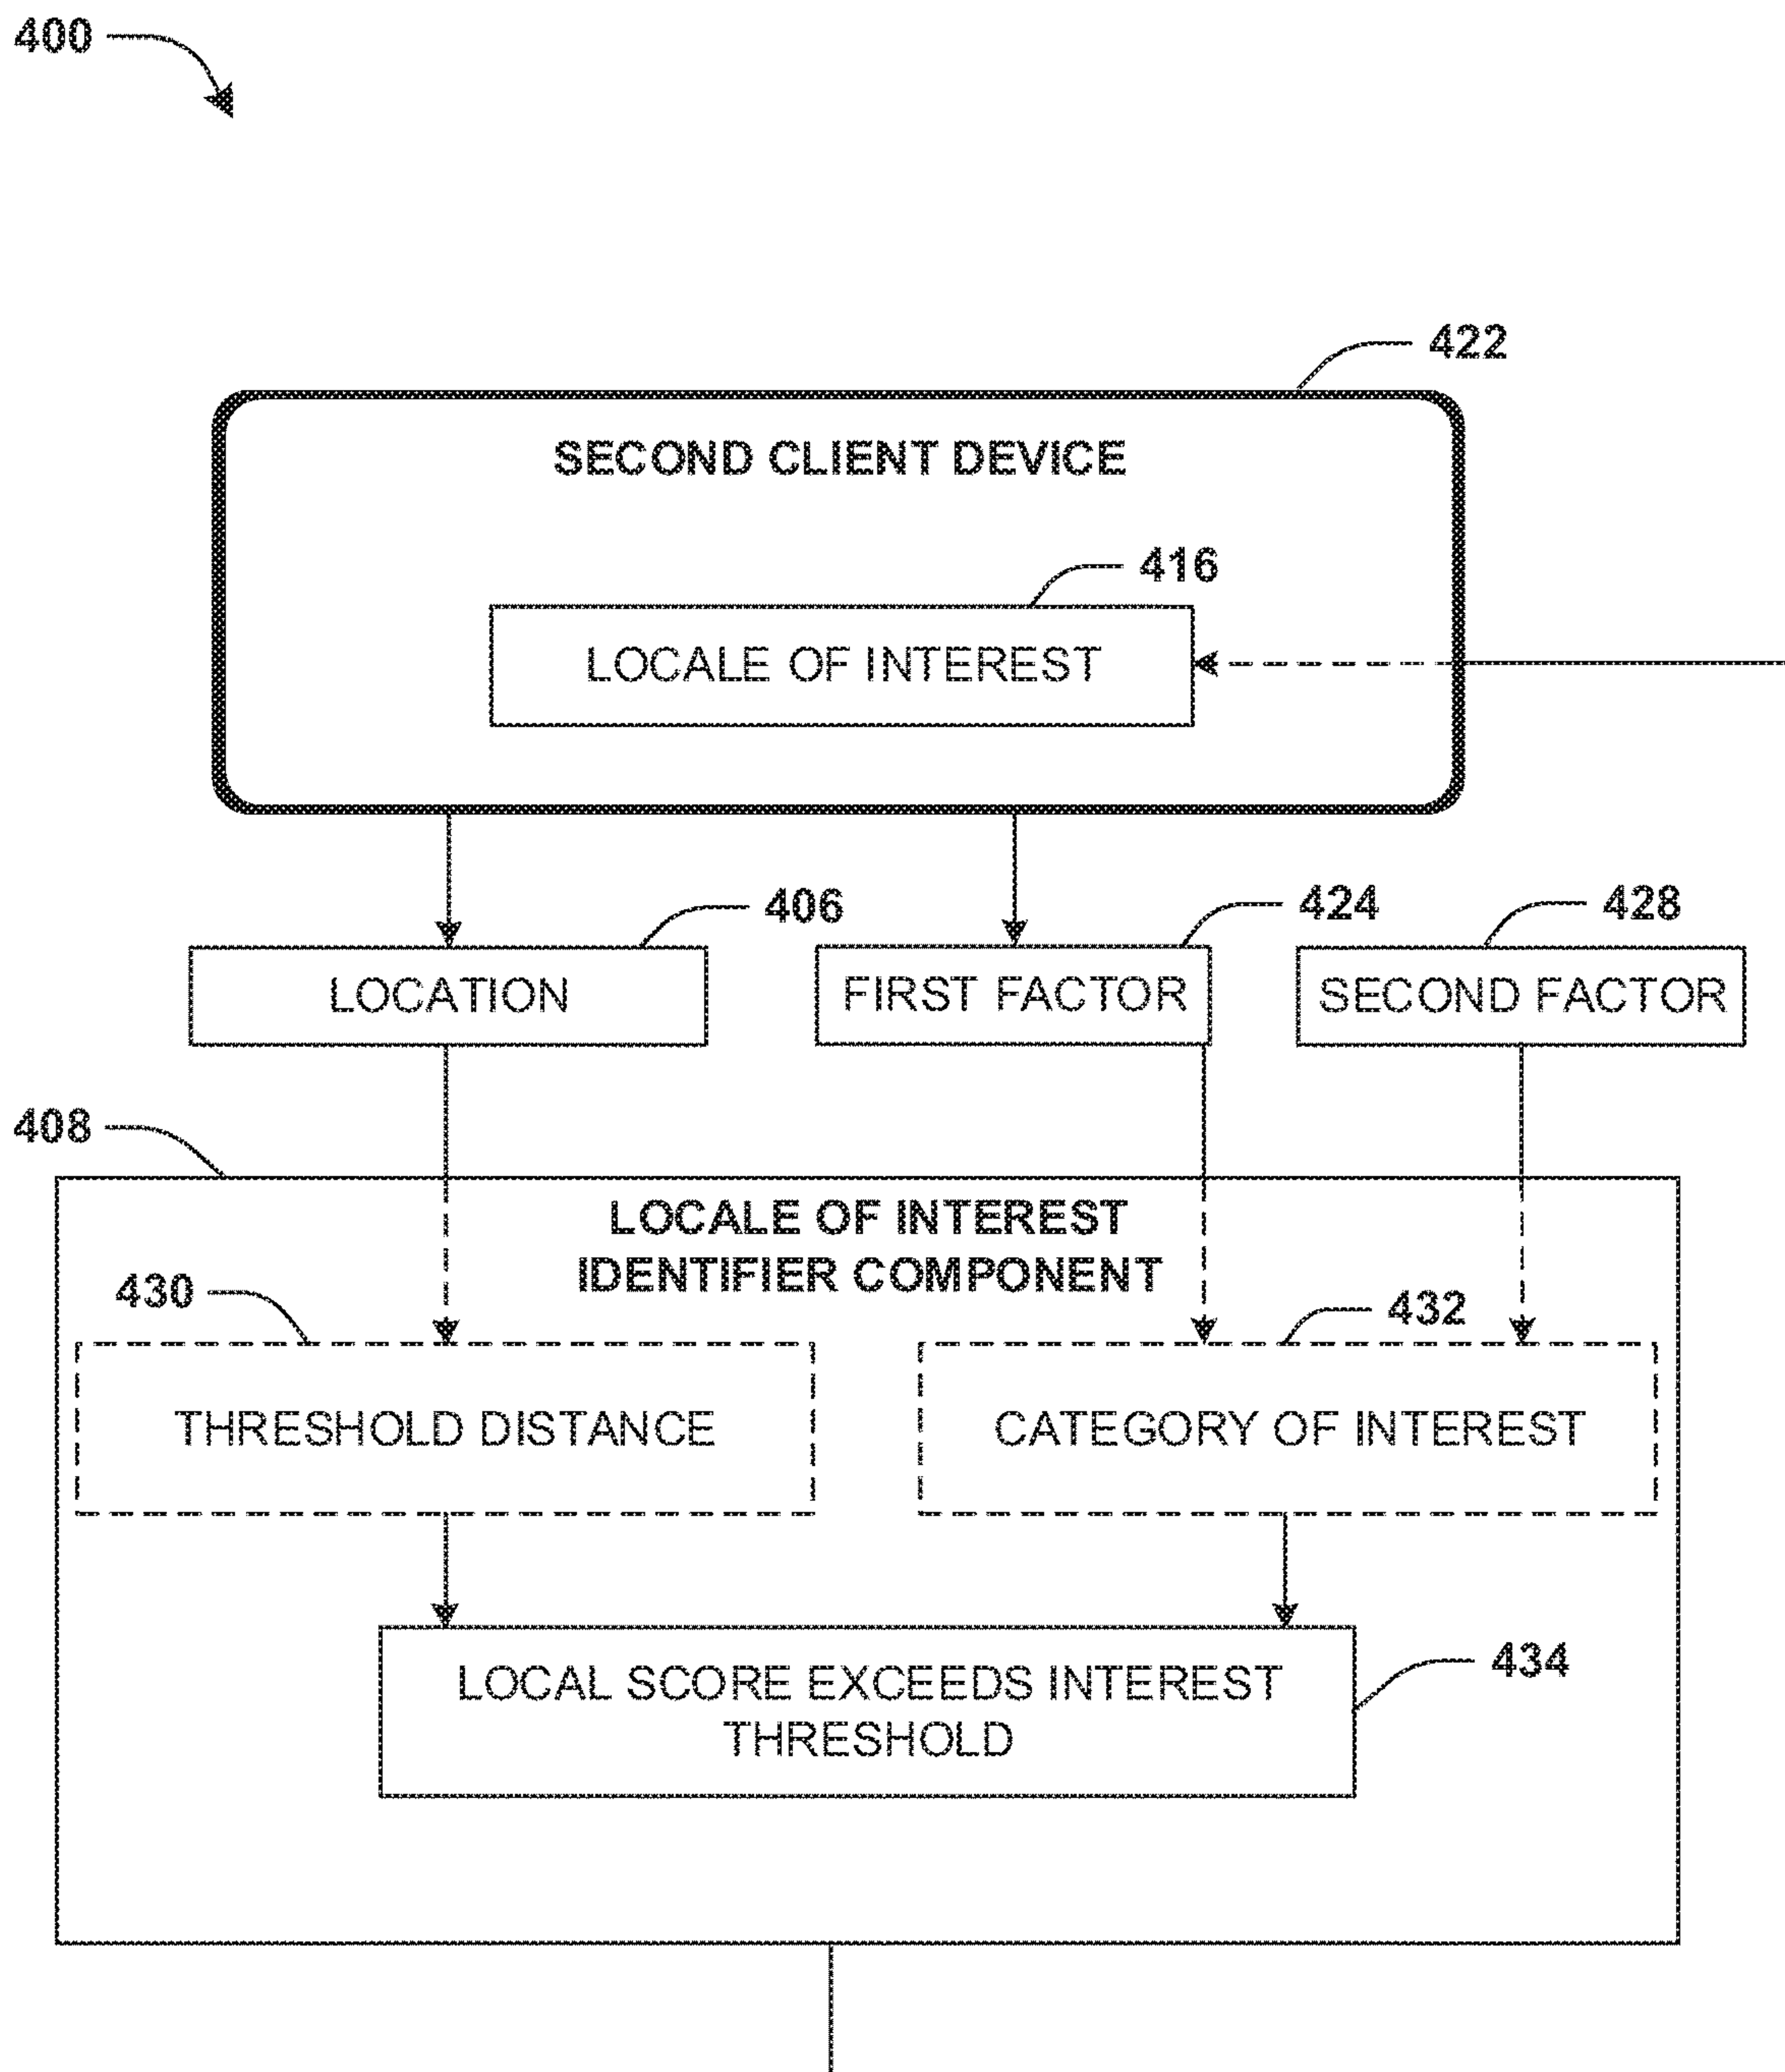 400
422
SECOND CLIENT DEVICE
416
LOCALE OF INTEREST
406
424
428
LOCATION
FIRST FACTOR
SECOND FACTOR
408
LOCALE OF INTEREST
IDENTIFIER COMPONENT
430
432
THRESHOLD DISTANCE
CATEGORY OF INTEREST
LOCAL SCORE EXCEEDS INTEREST
THRESHOLD
434